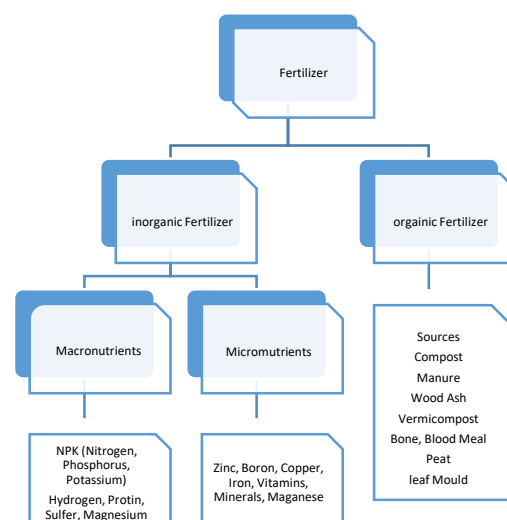 Fertilizer
inorganic Fertilizer
orgainic Fertilizer
Macronutrients
Micromutrients
Sources
Compost
Manure
Wood Ash
Vermicompost
Bone, Blood Meal
Peat
leaf Mould
NPK (Nitrogen,
Phosphorus,
Potassium)
Hydrogen, Protin,
Sulfer, Magnesium
Zinc, Boron, Copper,
Iron, Vitamins,
Minerals, Maganese